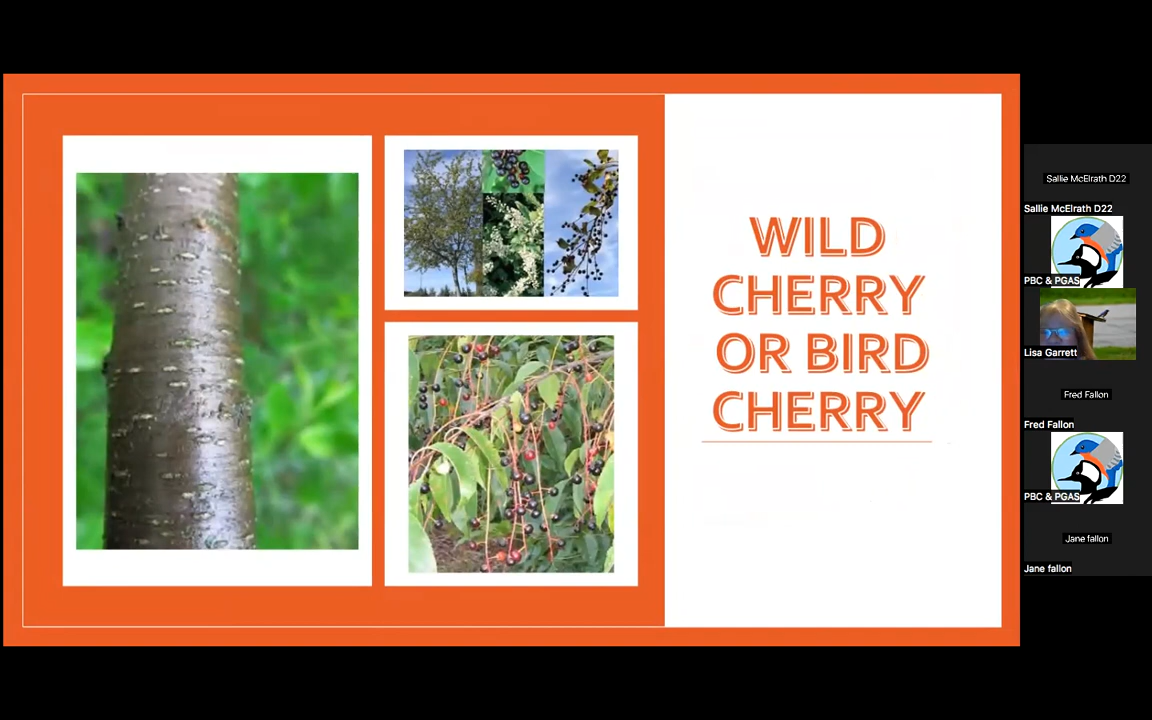 WILD
CHERRY
OR BIRD
CHERRY
Sallie McElrath D22
Sallie McElrath D22
PBC & PGAS
Lisa Garrett
Fred Fallon
Fred Fallon
PBC & PGAS
Jane fallon
Jane fallon